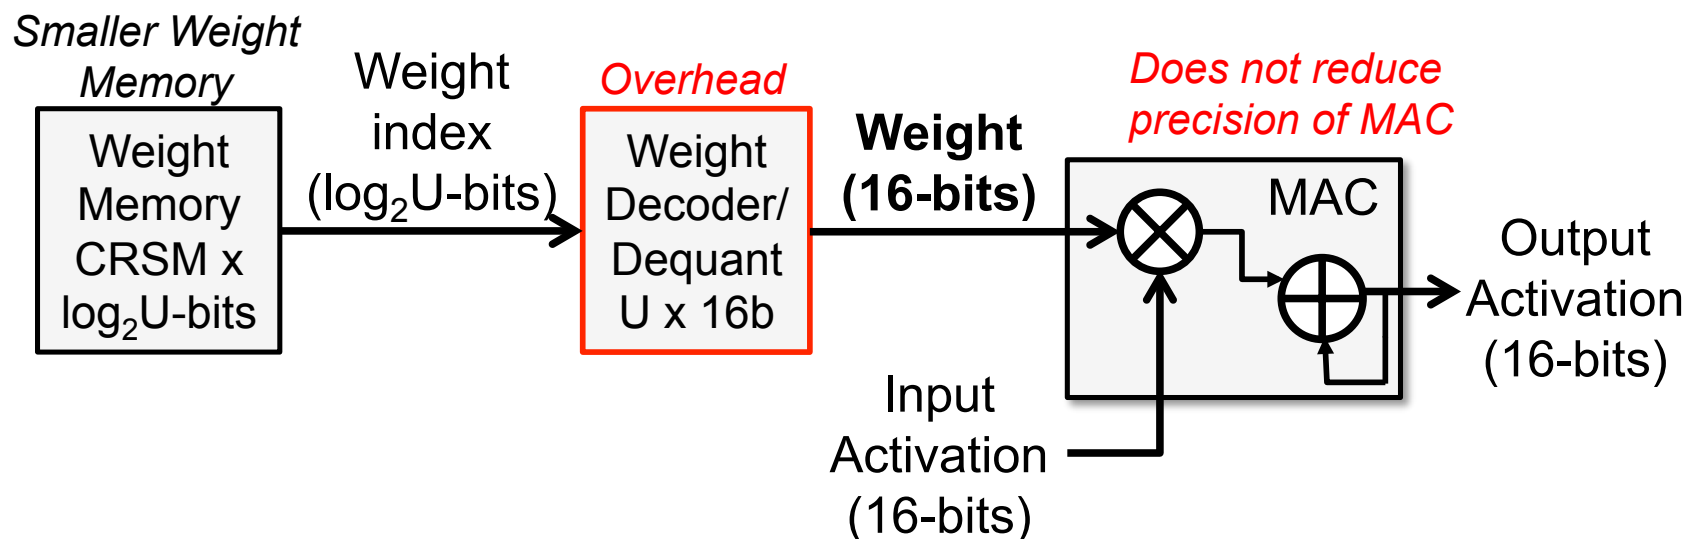 Smaller Weight
Memory
Weight
Memory
CRSM x
log₂U-bits
Weight
index
(log₂U-bits)
Overhead
Weight
Decoder/
Dequant
U x 16b
Weight
(16-bits)
Does not reduce
precision of MAC
MAC
Input
Activation
(16-bits)
Output
Activation
(16-bits)